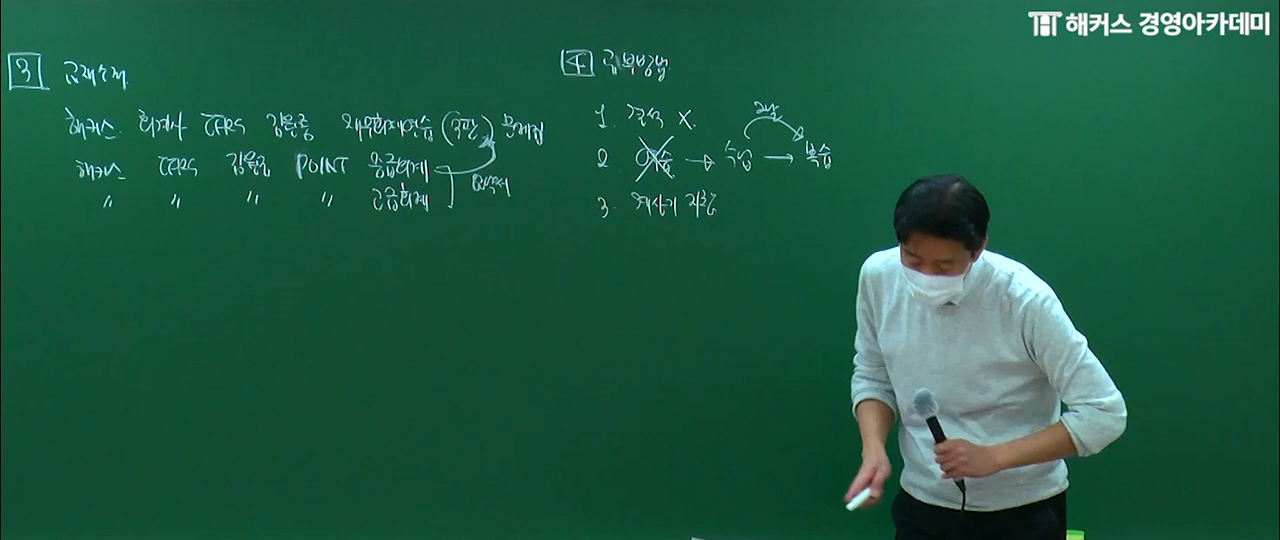 해커스 경영아카데미
3 교재소개
해커스 회계사 IFRS 김원종 재무회계연습 (2판) 문제집
해커스 IFRS 김원종 POINT 중급회계
" " " " 고급회계
4 공부방법
1. 결석 X.
2. 예습 → 수업 → 복습
3. 계산기 지참